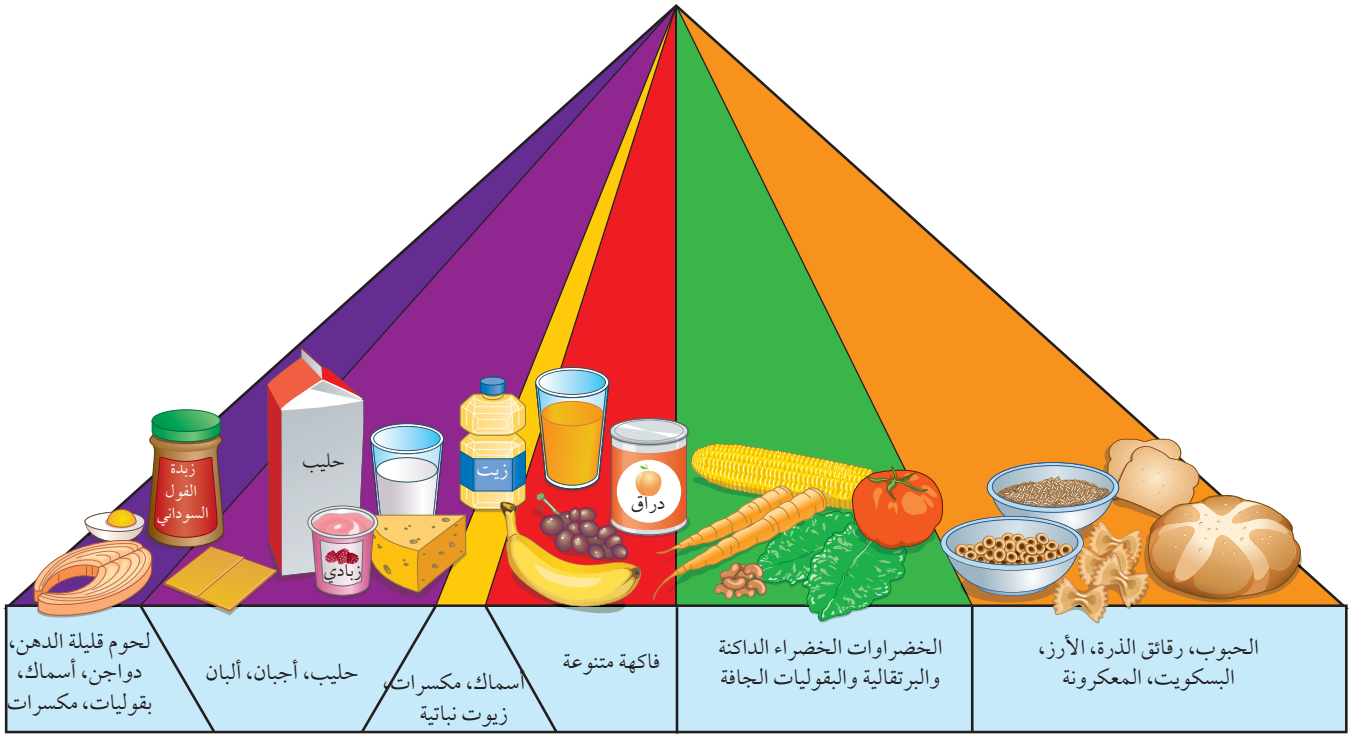 زبدة
الفول
السوداني
حليب
زبادي
زيت
دراق
الحبوب، رقائق الذرة، الأرز،
البسكويت، المعكرونة
الخضراوات الخضراء الداكنة
والبرتقالية والبقوليات الجافة
فاكهة متنوعة
أسماك، مكسرات،
زيوت نباتية
حليب، أجبان، ألبان
لحوم قليلة الدهن،
دواجن، أسماك،
بقوليات، مكسرات